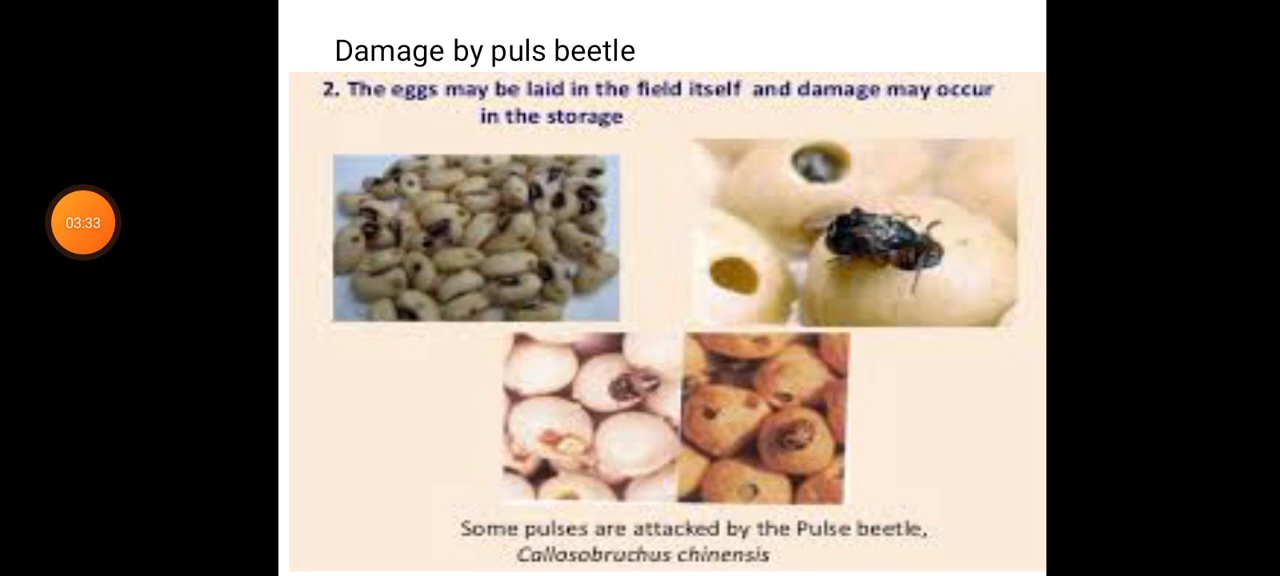 Damage by puls beetle
2. The eggs may be laid in the field itself and damage may occur
in the storage
03:33
Some pulses are attacked by the Pulse beetle,
Callosobruchus chinensis